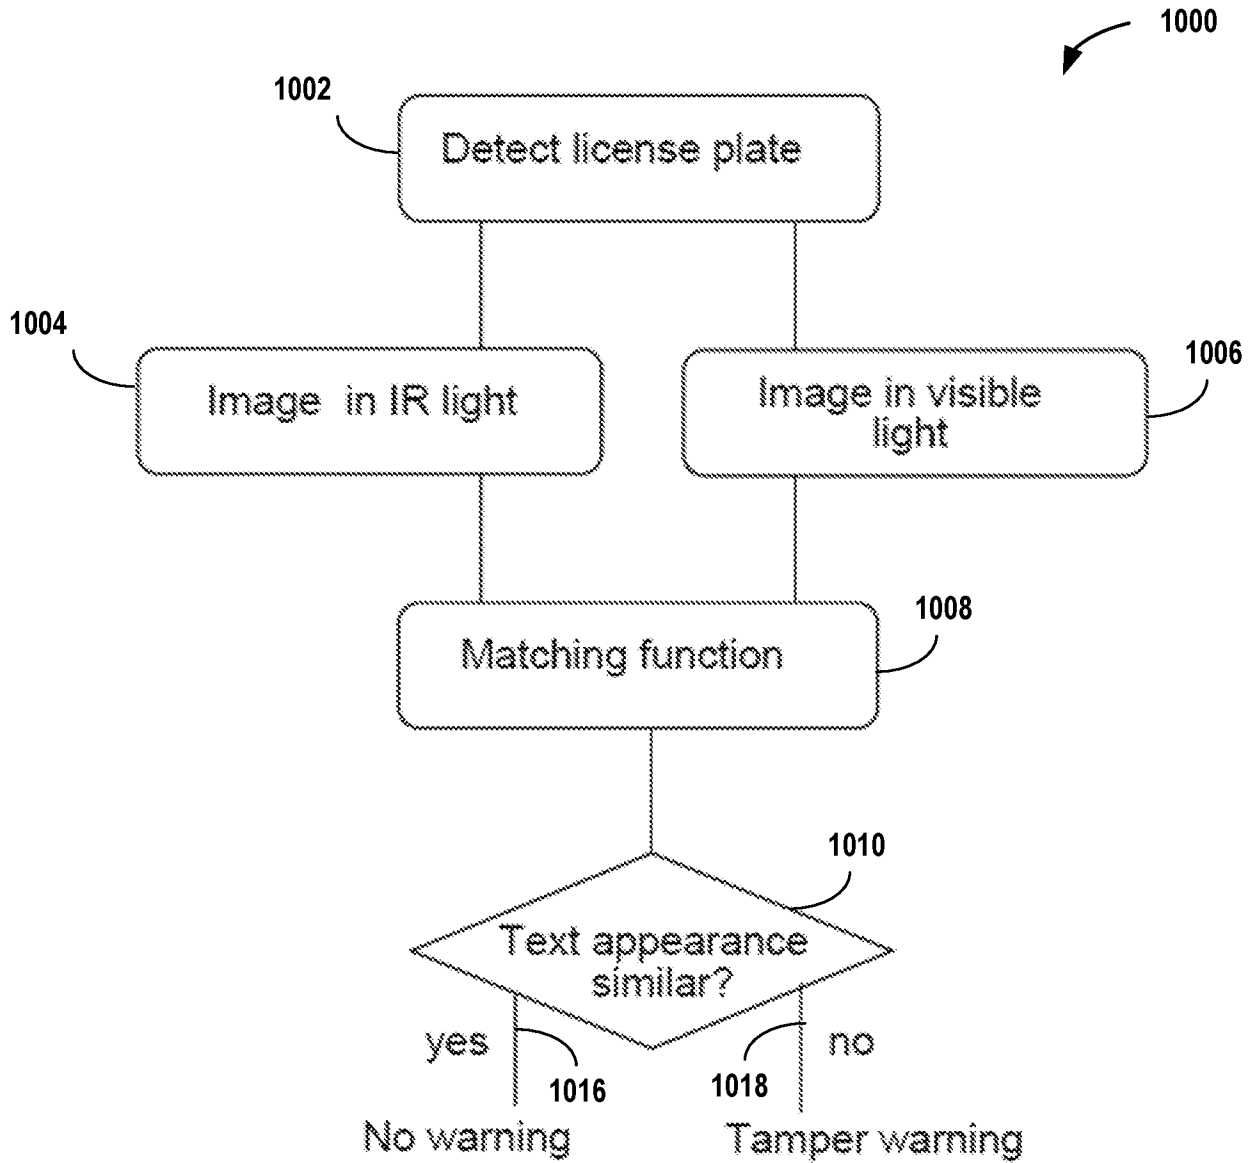 1000
1002
Detect license plate
1004
Image in IR light
1006
Image in visible
light
1008
Matching function
1010
Text appearance
similar?
yes
1016
1018
no
No warning
Tamper warning